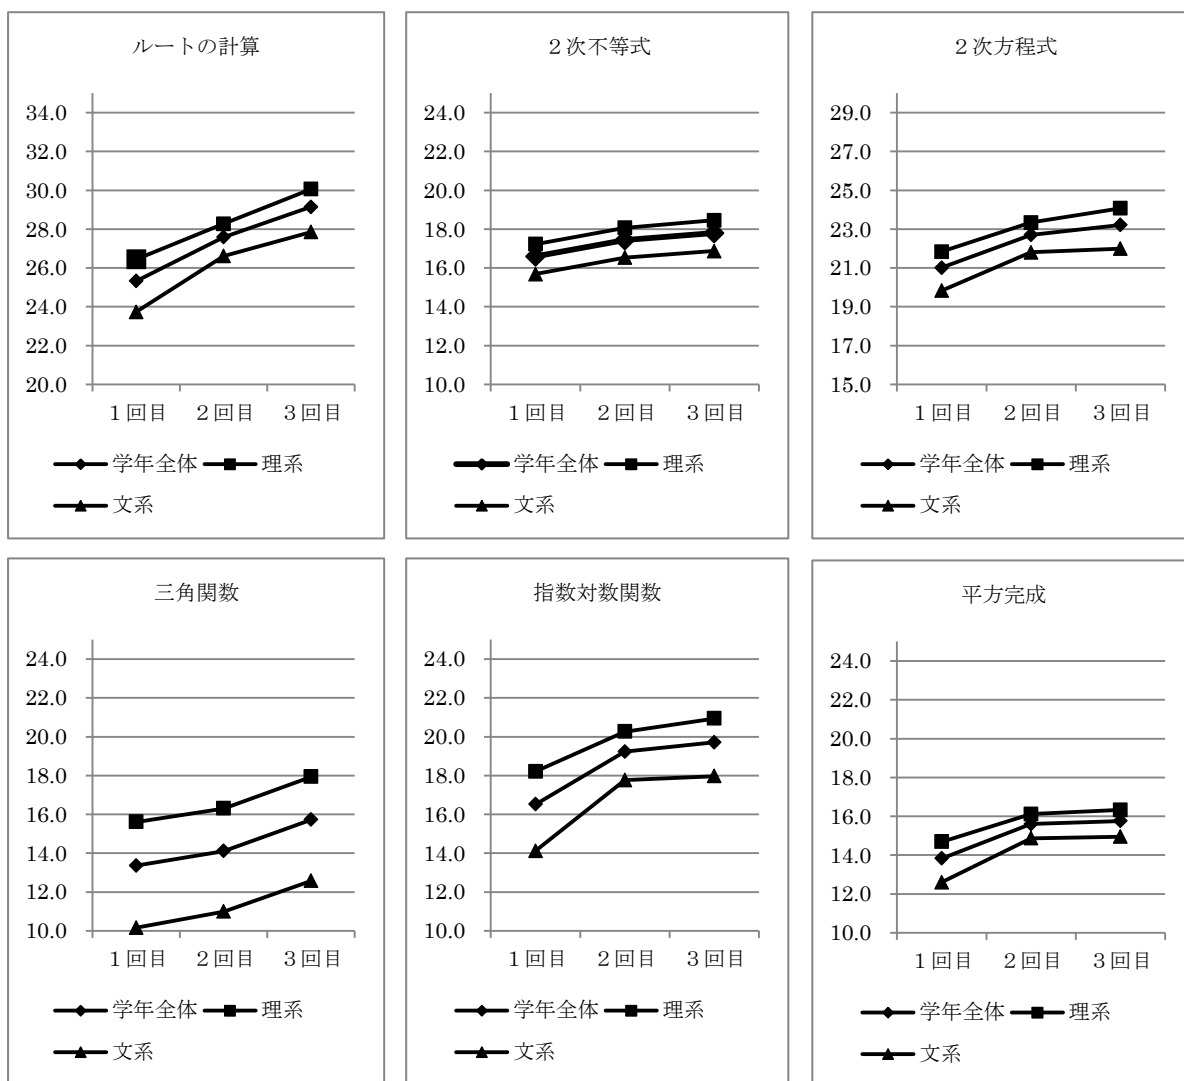 ルートの計算
34.0
32.0
30.0
28.0
26.0
24.0
22.0
20.0
１回目 ２回目 ３回目
学年全体 理系
文系
２次不等式
24.0
22.0
20.0
18.0
16.0
14.0
12.0
10.0
１回目 ２回目 ３回目
学年全体 理系
文系
２次方程式
29.0
27.0
25.0
23.0
21.0
19.0
17.0
15.0
１回目 ２回目 ３回目
学年全体 理系
文系
三角関数
24.0
22.0
20.0
18.0
16.0
14.0
12.0
10.0
１回目 ２回目 ３回目
学年全体 理系
文系
指数対数関数
24.0
22.0
20.0
18.0
16.0
14.0
12.0
10.0
１回目 ２回目 ３回目
学年全体 理系
文系
平方完成
24.0
22.0
20.0
18.0
16.0
14.0
12.0
10.0
１回目 ２回目 ３回目
学年全体 理系
文系